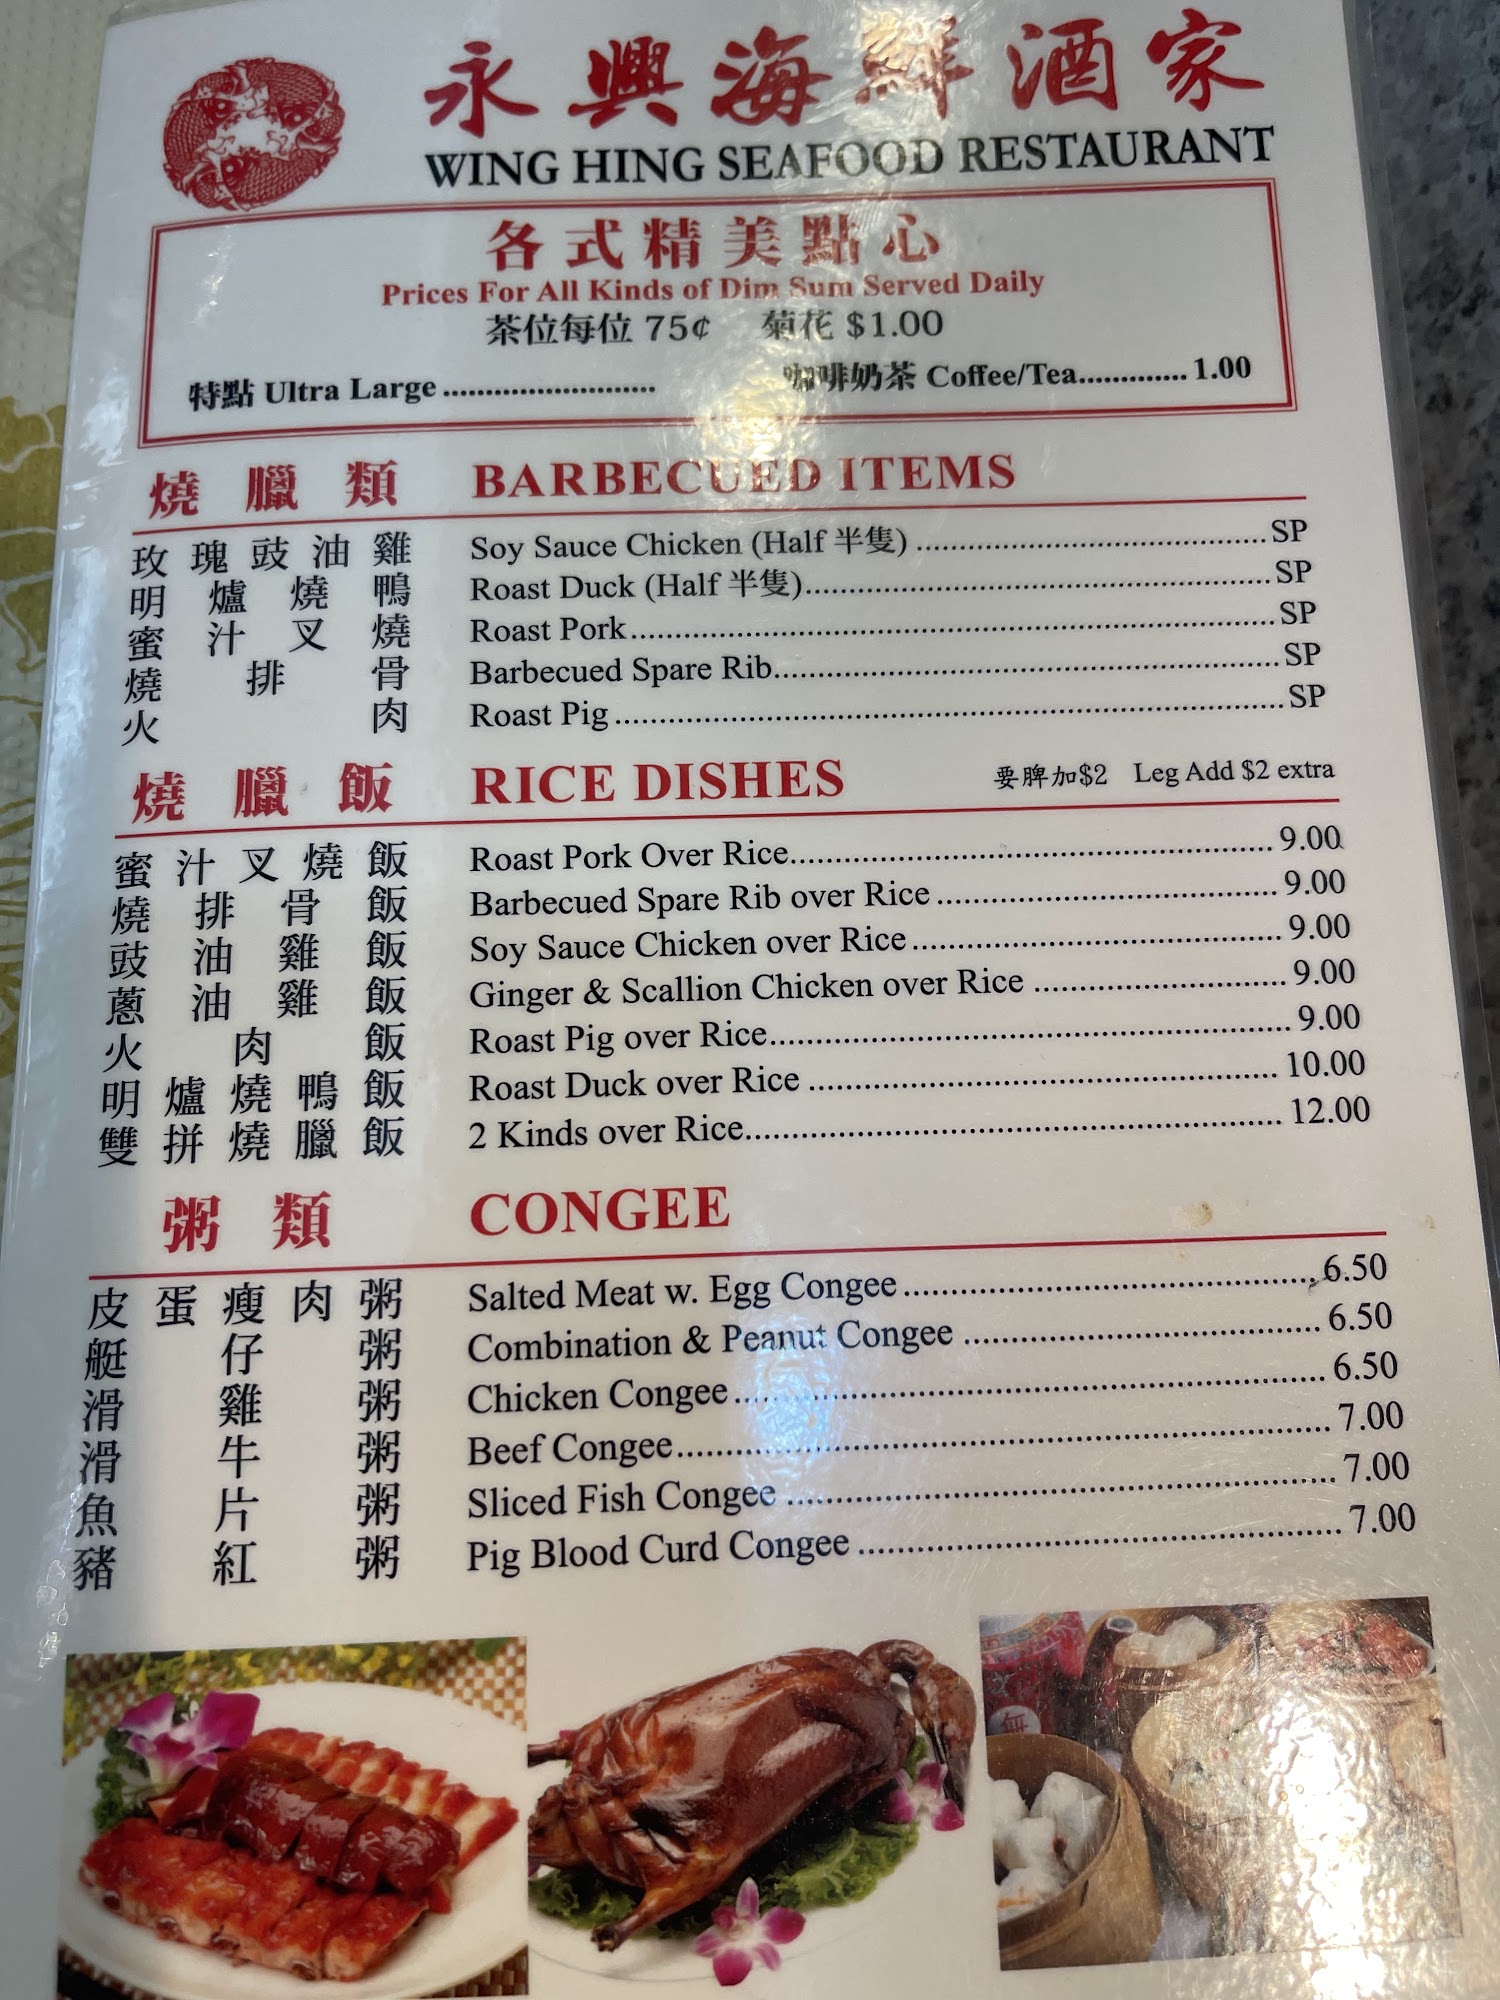 永興海鮮酒家
WING HING SEAFOOD RESTAURANT
各式精美點心
Prices For All Kinds of Dim Sum Served Daily
茶位每位 75¢ 菊花 $1.00
特點 Ultra Large ........................ 咖啡奶茶 Coffee/Tea............. 1.00
燒臘類 BARBECUED ITEMS
玫瑰豉油雞 Soy Sauce Chicken (Half 半隻) ........................ SP
明爐燒鴨 Roast Duck (Half 半隻)........................ SP
蜜汁叉燒 Roast Pork........................ SP
燒排骨 Barbecued Spare Rib........................ SP
火肉 Roast Pig........................ SP
燒臘飯 RICE DISHES 要脾加$2 Leg Add $2 extra
蜜汁叉燒飯 Roast Pork Over Rice........................ 9.00
燒排骨飯 Barbecued Spare Rib over Rice ........................ 9.00
豉油雞飯 Soy Sauce Chicken over Rice ........................ 9.00
蔥油雞飯 Ginger & Scallion Chicken over Rice ........................ 9.00
火肉飯 Roast Pig over Rice........................ 9.00
明爐燒鴨飯 Roast Duck over Rice ........................ 10.00
雙拼燒臘飯 2 Kinds over Rice........................ 12.00
粥類 CONGEE
皮蛋瘦肉粥 Salted Meat w. Egg Congee ........................ 6.50
艇仔粥 Combination & Peanut Congee ........................ 6.50
滑雞粥 Chicken Congee........................ 6.50
滑牛粥 Beef Congee........................ 7.00
魚片粥 Sliced Fish Congee ........................ 7.00
豬紅粥 Pig Blood Curd Congee ........................ 7.00